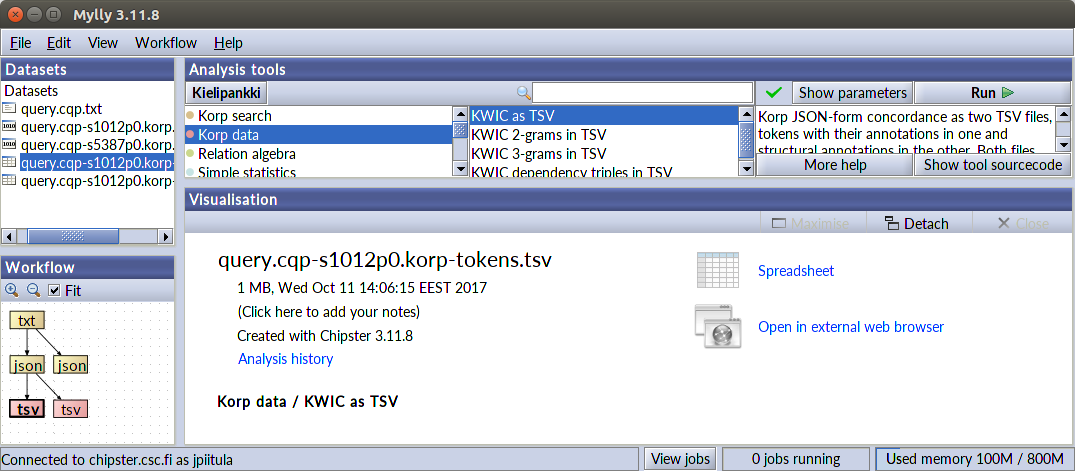 Mylly 3.11.8
File Edit View Workflow Help
Datasets
Datasets
query.cqp.txt
query.cqp-s1012p0.korp.
query.cqp-s5387p0.korp.
query.cqp-s1012p0.korp-
query.cqp-s1012p0.korp-
Workflow
Fit
txt
json json
tsv tsv
Analysis tools
Kielipankki
Show parameters Run
Korp search
Korp data
Relation algebra
Simple statistics
KWIC as TSV
KWIC 2-grams in TSV
KWIC 3-grams in TSV
KWIC dependency triples in TSV
Korp JSON-form concordance as two TSV files,
tokens with their annotations in one and
structural annotations in the other. Both files
More help Show tool sourcecode
Visualisation
Maximise Detach Close
query.cqp-s1012p0.korp-tokens.tsv
1 MB, Wed Oct 11 14:06:15 EEST 2017
(Click here to add your notes)
Created with Chipster 3.11.8
Analysis history
Korp data / KWIC as TSV
Spreadsheet
Open in external web browser
Connected to chipster.csc.fi as jpiitula
View jobs 0 jobs running Used memory 100M / 800M